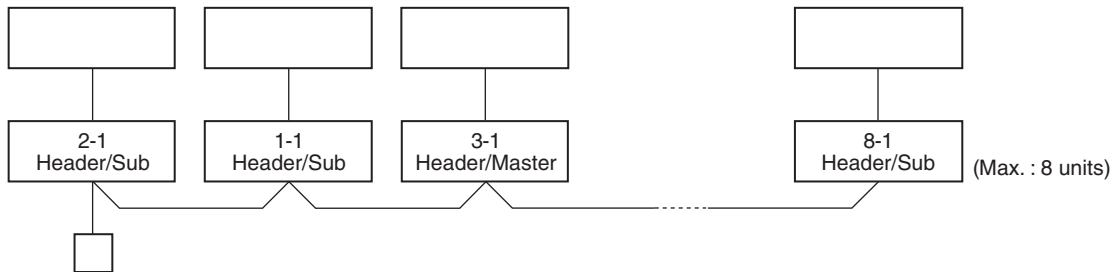 2-1
Header/Sub
1-1
Header/Sub
3-1
Header/Master
8-1
Header/Sub
(Max. : 8 units)